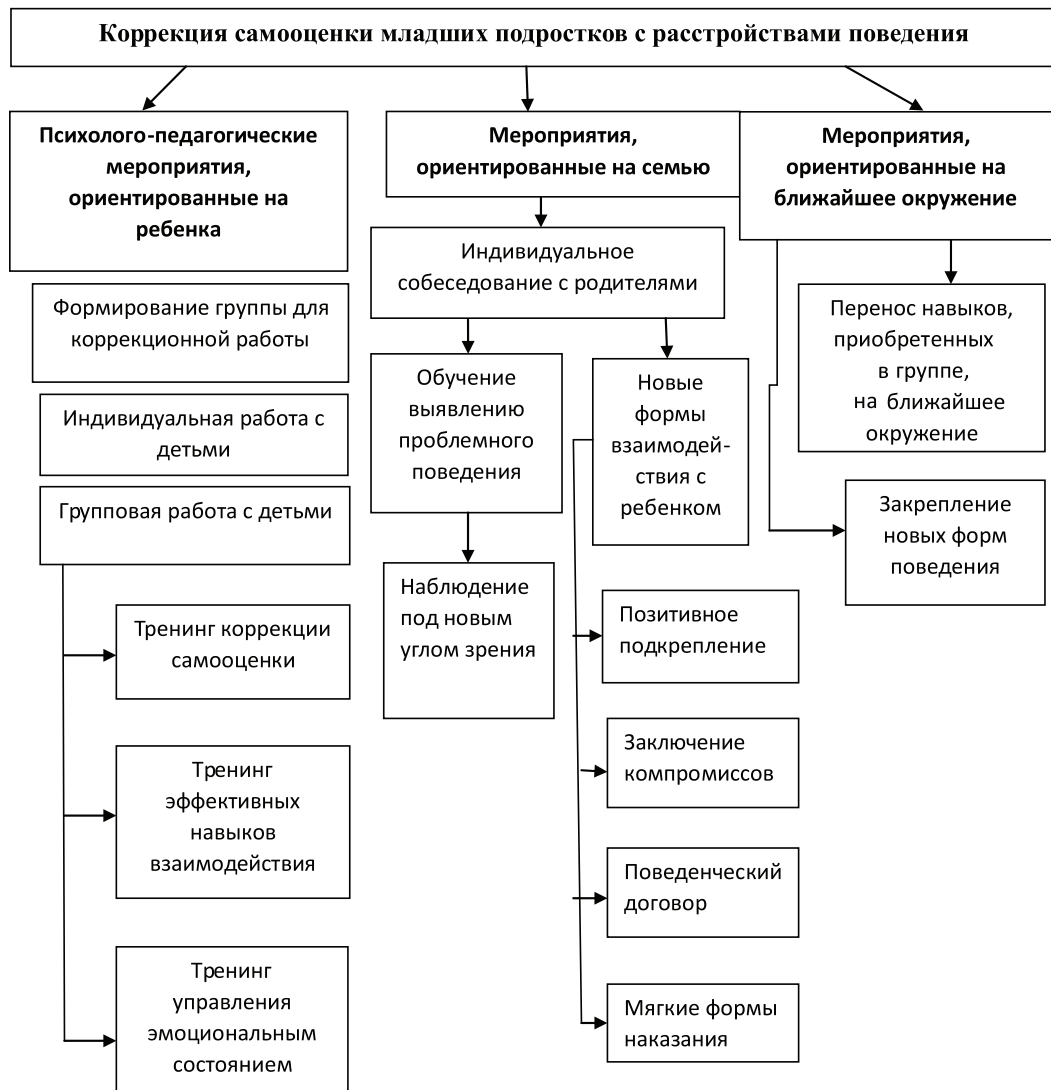 Коррекция самооценки младших подростков с расстройствами поведения
Психолого-педагогические
мероприятия,
ориентированные на
ребенка
Формирование группы для
коррекционной работы
Индивидуальная работа с
детьми
Групповая работа с детьми
Тренинг коррекции
самооценки
Тренинг
эффективных
навыков
взаимодействия
Тренинг
управления
эмоциональным
состоянием
Мероприятия,
ориентированные на семью
Индивидуальное
собеседование с родителями
Обучение
выявлению
проблемного
поведения
Наблюдение
под новым
углом зрения
Новые
формы
взаимодей-
ствия с
ребенком
Позитивное
подкрепление
Заключение
компромиссов
Поведенческий
договор
Мягкие формы
наказания
Мероприятия,
ориентированные на
ближайшее окружение
Перенос навыков,
приобретенных
в группе,
на ближайшее
окружение
Закрепление
новых форм
поведения